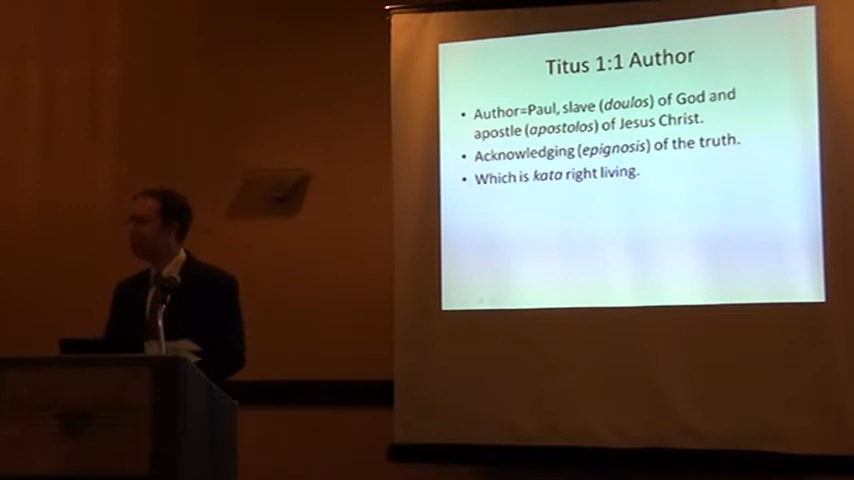 Titus 1:1 Author
• Author=Paul, slave (doulos) of God and
apostle (apostolos) of Jesus Christ.
• Acknowledging (epignosis) of the truth.
• Which is kata right living.